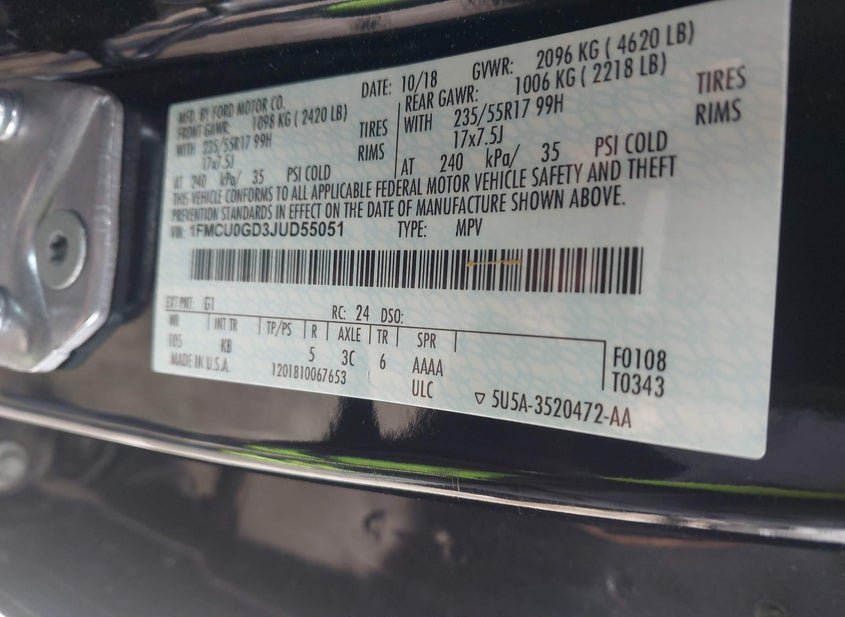 MFD. BY FORD MOTOR CO. DATE: 10/18 GVWR: 2096 KG ( 4620 LB)
FRONT GAWR: 1098 KG ( 2420 LB) REAR GAWR: 1006 KG ( 2218 LB)
WITH 235/55R17 99H TIRES WITH 235/55R17 99H TIRES
17x7.5J RIMS 17x7.5J RIMS
AT 240 kPa/ 35 PSI COLD AT 240 kPa/ 35 PSI COLD
THIS VEHICLE CONFORMS TO ALL APPLICABLE FEDERAL MOTOR VEHICLE SAFETY AND THEFT
PREVENTION STANDARDS IN EFFECT ON THE DATE OF MANUFACTURE SHOWN ABOVE.
VIN: 1FMCU0GD3JUD55051 TYPE: MPV
EXT PNT: G1 RC: 24 DSO:
WB INT TR TP/PS R AXLE TR SPR
105 KB 5 3C 6 AAAA F0108
MADE IN U.S.A. 1201810067653 ULC T0343
▽ 5U5A-3520472-AA